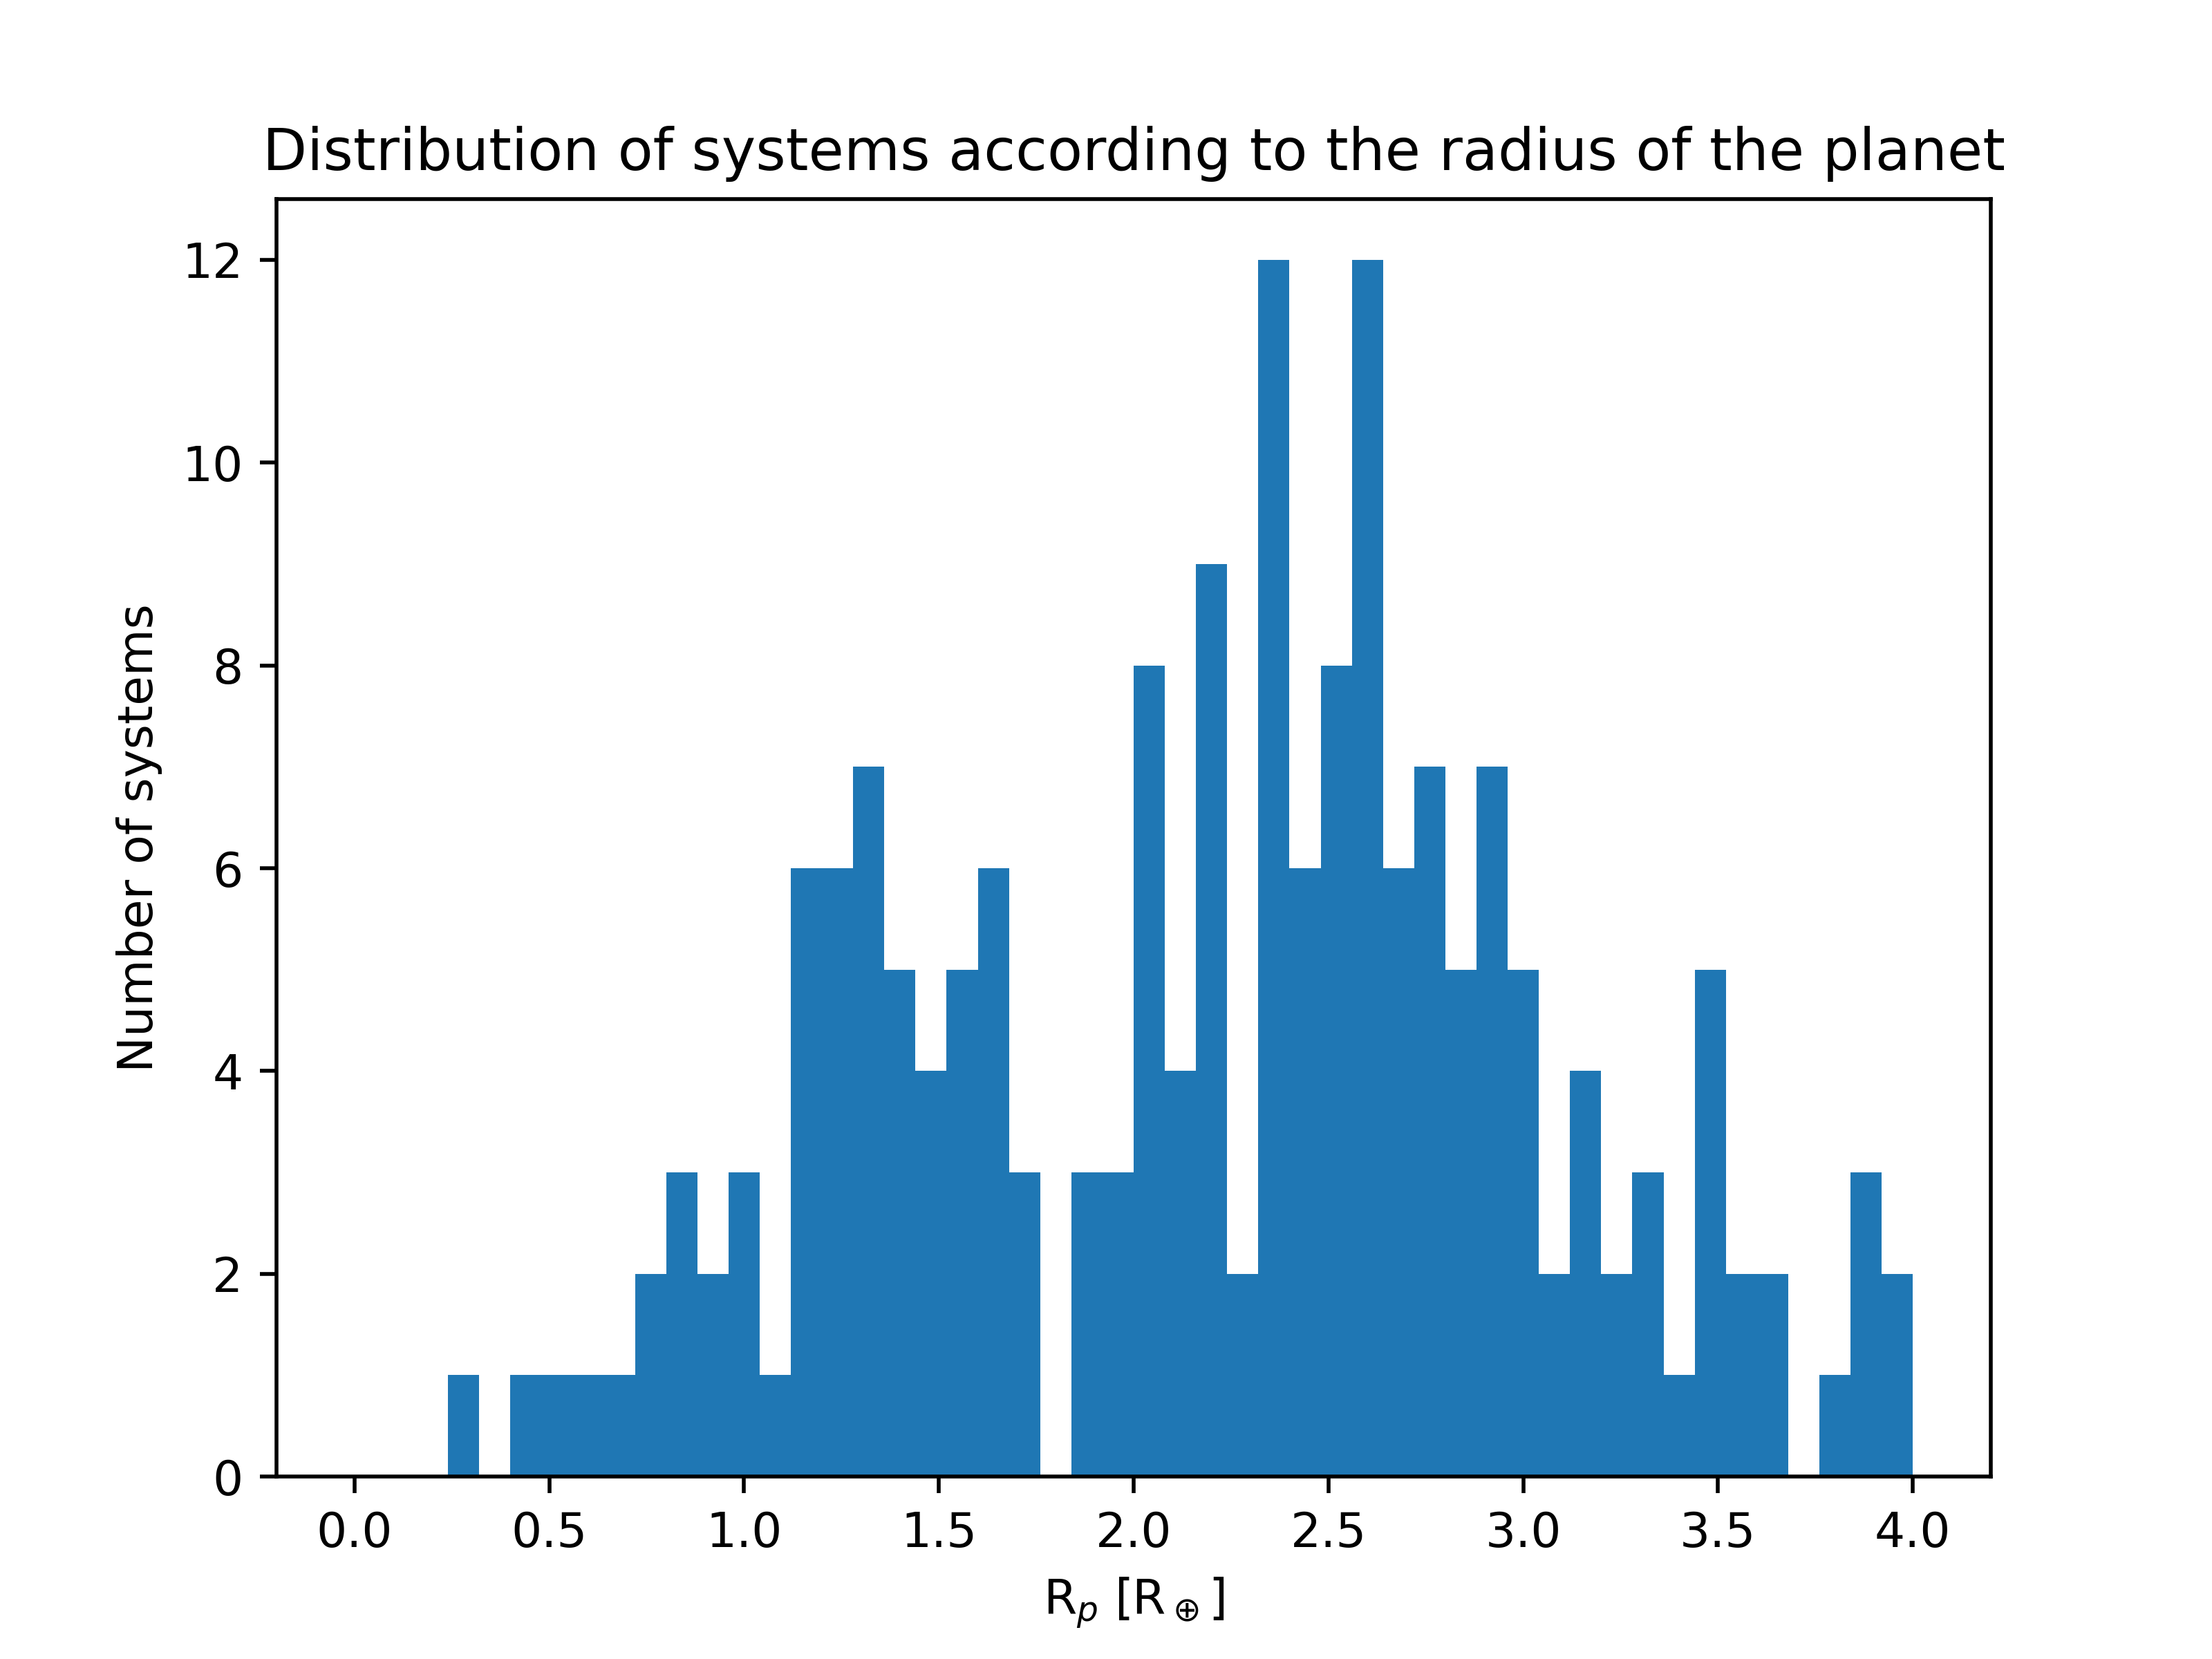 Distribution of systems according to the radius of the planet
12
10
8
6
4
2
0
Number of systems
0.0 0.5 1.0 1.5 2.0 2.5 3.0 3.5 4.0
Rₚ [R⊕]